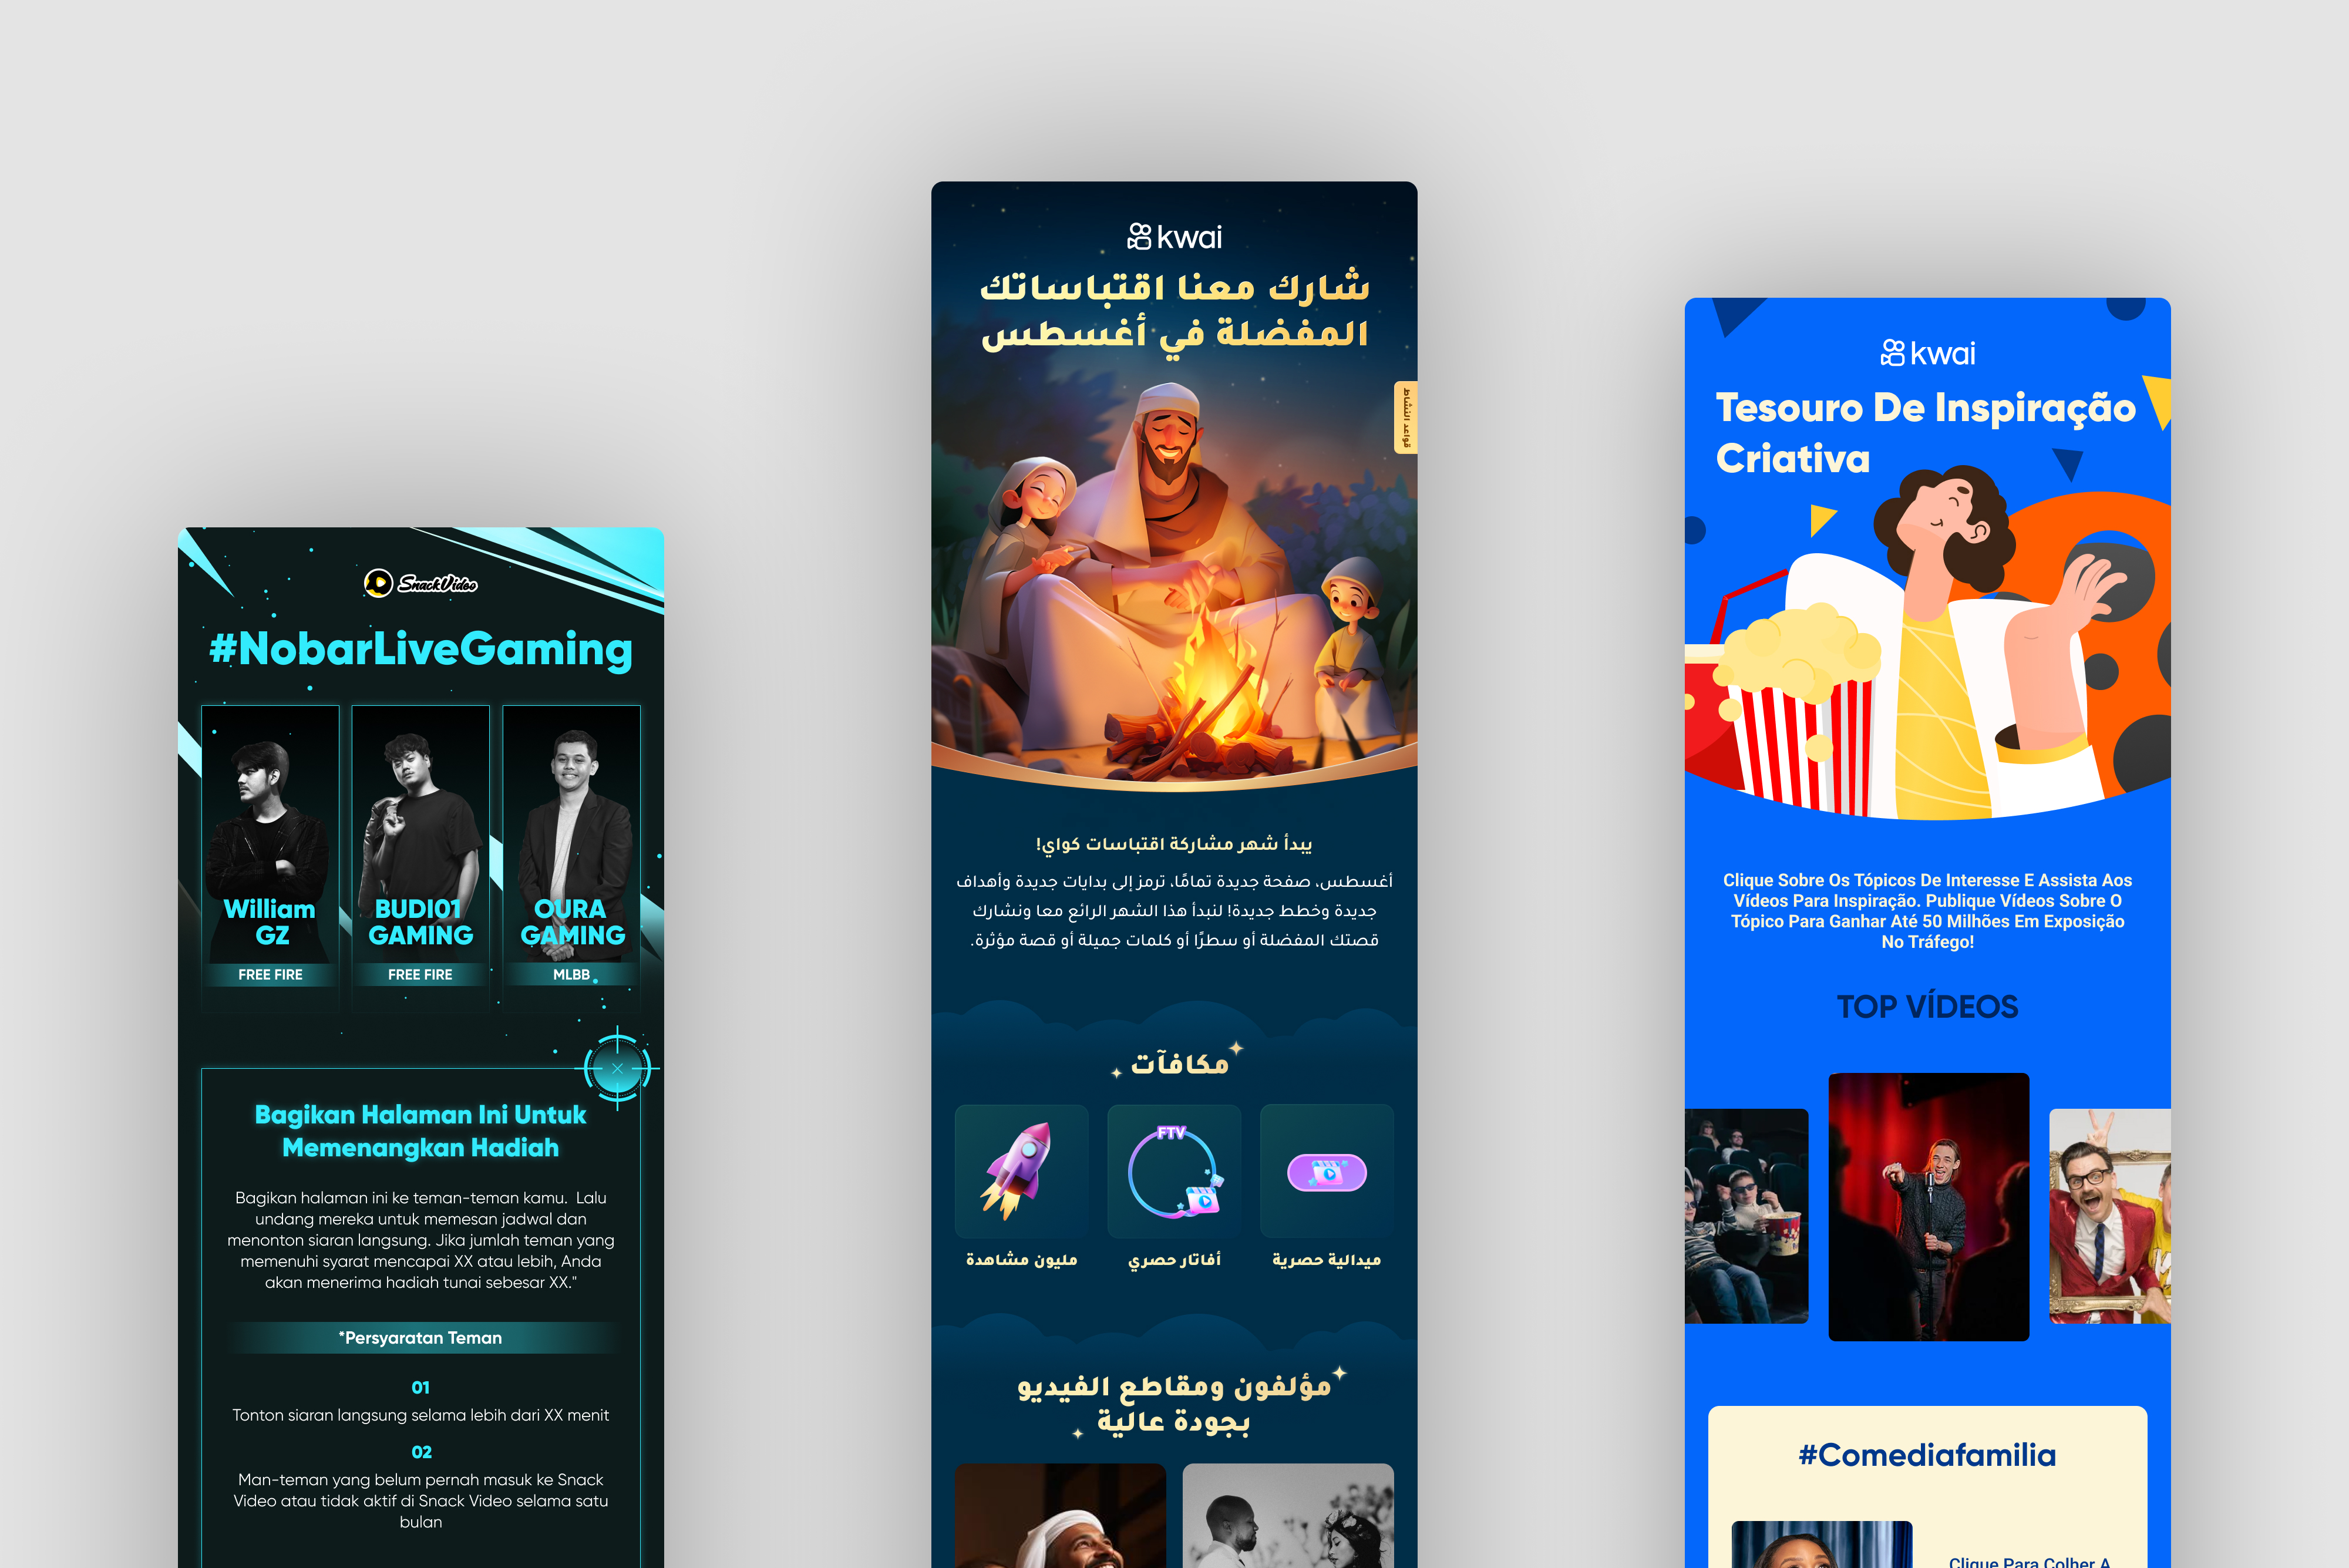 SnackVideo
#NobarLiveGaming
William
GZ
FREE FIRE
BUDI01
GAMING
FREE FIRE
OURA
GAMING
MLBB
Bagikan Halaman Ini Untuk
Memenangkan Hadiah
Bagikan halaman ini ke teman-teman kamu. Lalu
undang mereka untuk memesan jadwal dan
menonton siaran langsung. Jika jumlah teman yang
memenuhi syarat mencapai XX atau lebih, Anda
akan menerima hadiah tunai sebesar XX."
*Persyaratan Teman
01
Tonton siaran langsung selama lebih dari XX menit
02
Man-teman yang belum pernah masuk ke Snack
Video atau tidak aktif di Snack Video selama satu
bulan
kwai
شارك معنا اقتباساتك
المفضلة في أغسطس
قواعد النشاط
يبدأ شهر مشاركة اقتباسات كواي!
أغسطس، صفحة جديدة تمامًا، ترمز إلى بدايات جديدة وأهداف
جديدة وخطط جديدة! لنبدأ هذا الشهر الرائع معا ونشارك
قصتك المفضلة أو سطرًا أو كلمات جميلة أو قصة مؤثرة.
مكافآت
FTV
ميدالية حصرية
أفاتار حصري
مليون مشاهدة
مؤلفون ومقاطع الفيديو
بجودة عالية
kwai
Tesouro De Inspiração
Criativa
Clique Sobre Os Tópicos De Interesse E Assista Aos
Vídeos Para Inspiração. Publique Vídeos Sobre O
Tópico Para Ganhar Até 50 Milhões Em Exposição
No Tráfego!
TOP VÍDEOS
#Comediafamilia
Clique Para Colher A